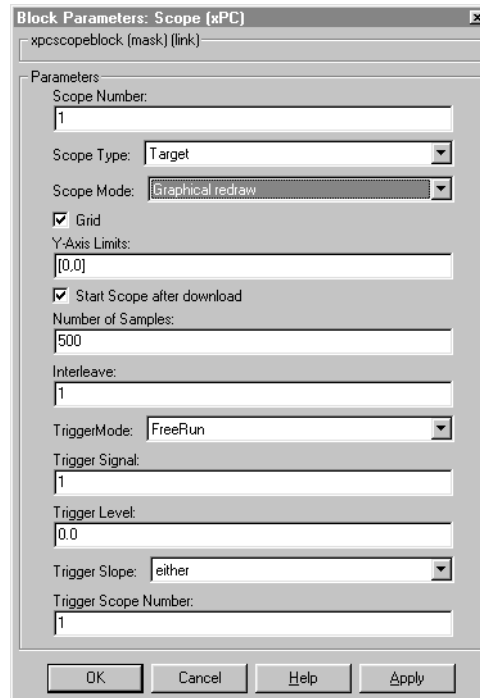 Block Parameters: Scope (xPC)
xpcscopeblock (mask) (link)
Parameters
Scope Number:
1
Scope Type: Target
Scope Mode: Graphical redraw
Grid
Y-Axis Limits:
[0,0]
Start Scope after download
Number of Samples:
500
Interleave:
1
TriggerMode: FreeRun
Trigger Signal:
1
Trigger Level:
0.0
Trigger Slope: either
Trigger Scope Number:
1
OK Cancel Help Apply